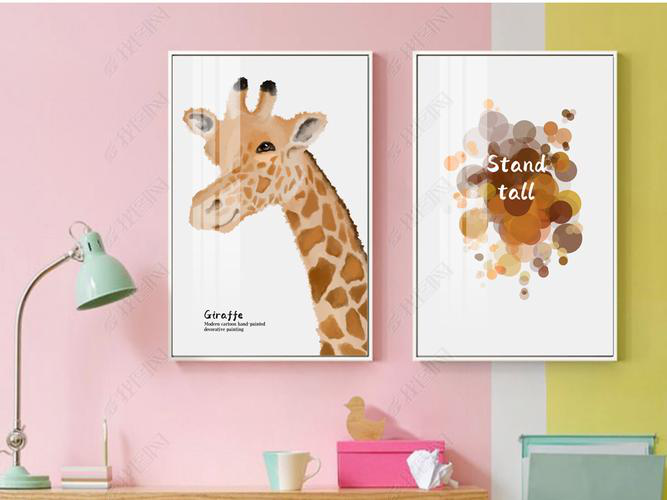 Giraffe
Modern cartoon hand-painted
decorative painting
Stand
tall